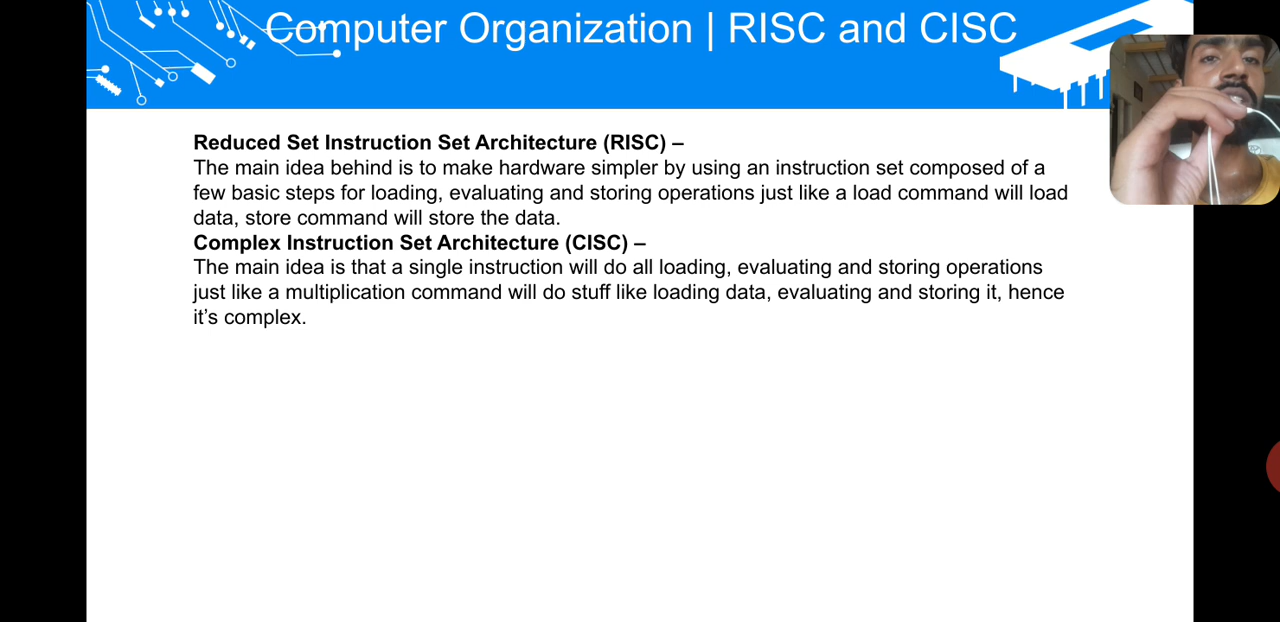 Computer Organization | RISC and CISC
Reduced Set Instruction Set Architecture (RISC) –
The main idea behind is to make hardware simpler by using an instruction set composed of a
few basic steps for loading, evaluating and storing operations just like a load command will load
data, store command will store the data.
Complex Instruction Set Architecture (CISC) –
The main idea is that a single instruction will do all loading, evaluating and storing operations
just like a multiplication command will do stuff like loading data, evaluating and storing it, hence
it’s complex.